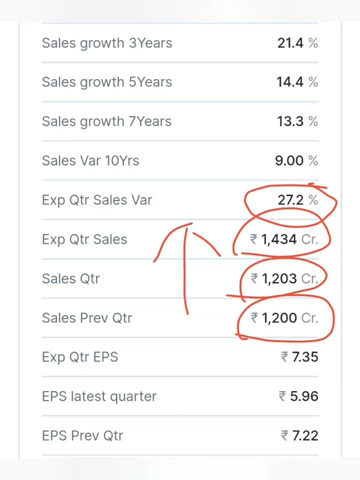 Sales growth 3Years 21.4 %
Sales growth 5Years 14.4 %
Sales growth 7Years 13.3 %
Sales Var 10Yrs 9.00 %
Exp Qtr Sales Var 27.2 %
Exp Qtr Sales ₹ 1,434 Cr.
Sales Qtr ₹ 1,203 Cr.
Sales Prev Qtr ₹ 1,200 Cr.
Exp Qtr EPS ₹ 7.35
EPS latest quarter ₹ 5.96
EPS Prev Qtr ₹ 7.22